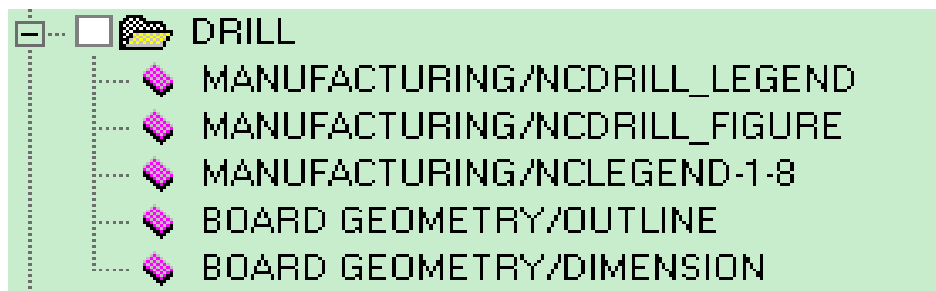 DRILL
MANUFACTURING/NCDRILL_LEGEND
MANUFACTURING/NCDRILL_FIGURE
MANUFACTURING/NCLEGEND-1-8
BOARD GEOMETRY/OUTLINE
BOARD GEOMETRY/DIMENSION